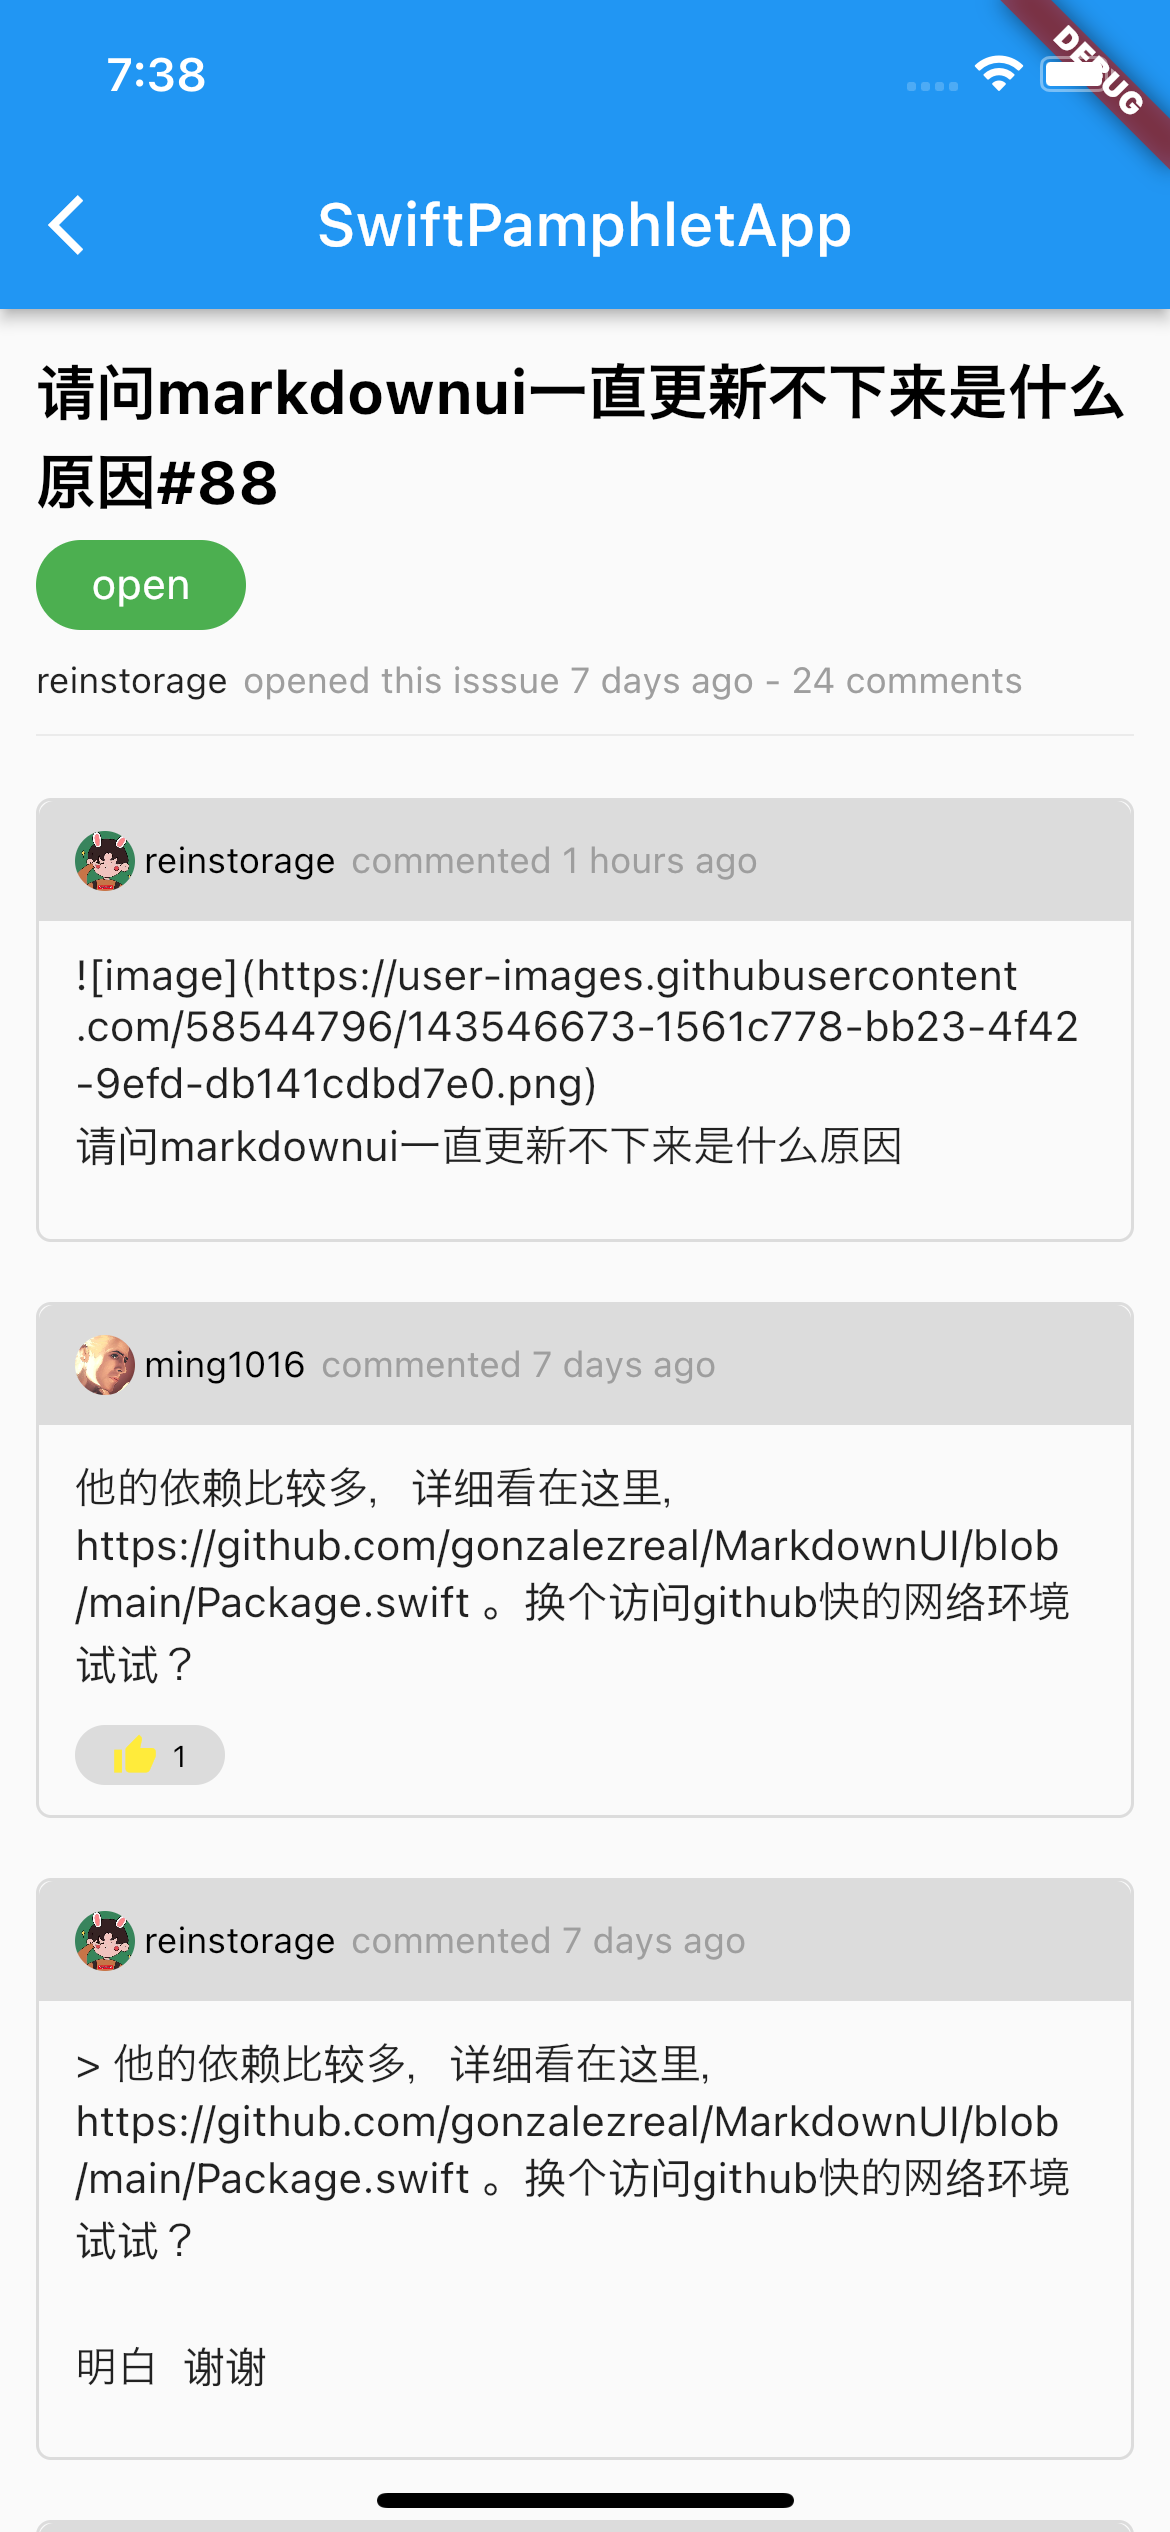 7:38
DEBUG
SwiftPamphletApp
请问markdownui一直更新不下来是什么
原因#88
open
reinstorage opened this isssue 7 days ago - 24 comments
reinstorage commented 1 hours ago
![image](https://user-images.githubusercontent
.com/58544796/143546673-1561c778-bb23-4f42
-9efd-db141cdbd7e0.png)
请问markdownui一直更新不下来是什么原因
ming1016 commented 7 days ago
他的依赖比较多，详细看在这里,
https://github.com/gonzalezreal/MarkdownUI/blob
/main/Package.swift 。换个访问github快的网络环境
试试？
1
reinstorage commented 7 days ago
> 他的依赖比较多，详细看在这里,
https://github.com/gonzalezreal/MarkdownUI/blob
/main/Package.swift 。换个访问github快的网络环境
试试？
明白 谢谢